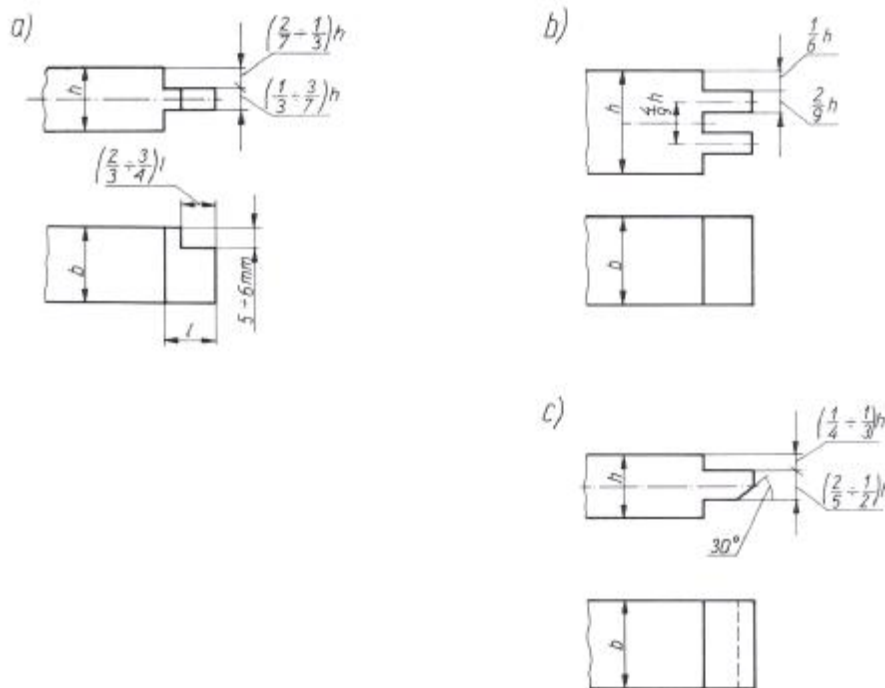 a)
(2/7 ÷ 1/3)h
h
(1/3 ÷ 3/7)h
(2/3 ÷ 3/4)l
b
5÷6mm
l
b)
1/6 h
h
4/9 h
2/9 h
b
c)
(1/4 ÷ 1/3)h
h
(2/5 ÷ 1/2)
30°
b